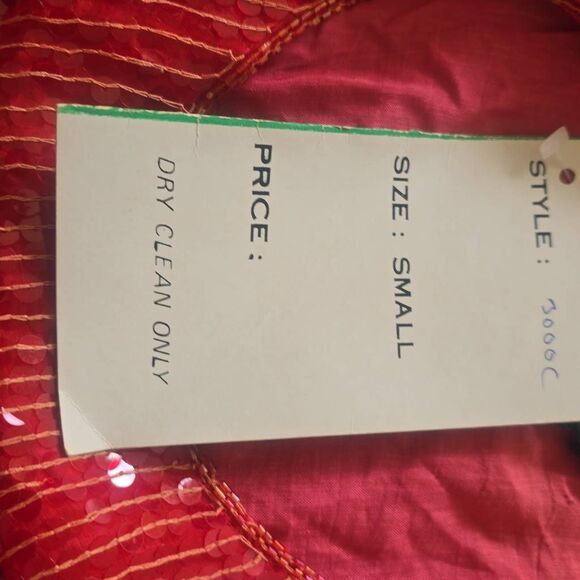 STYLE : 3000C
SIZE : SMALL
PRICE :
DRY CLEAN ONLY